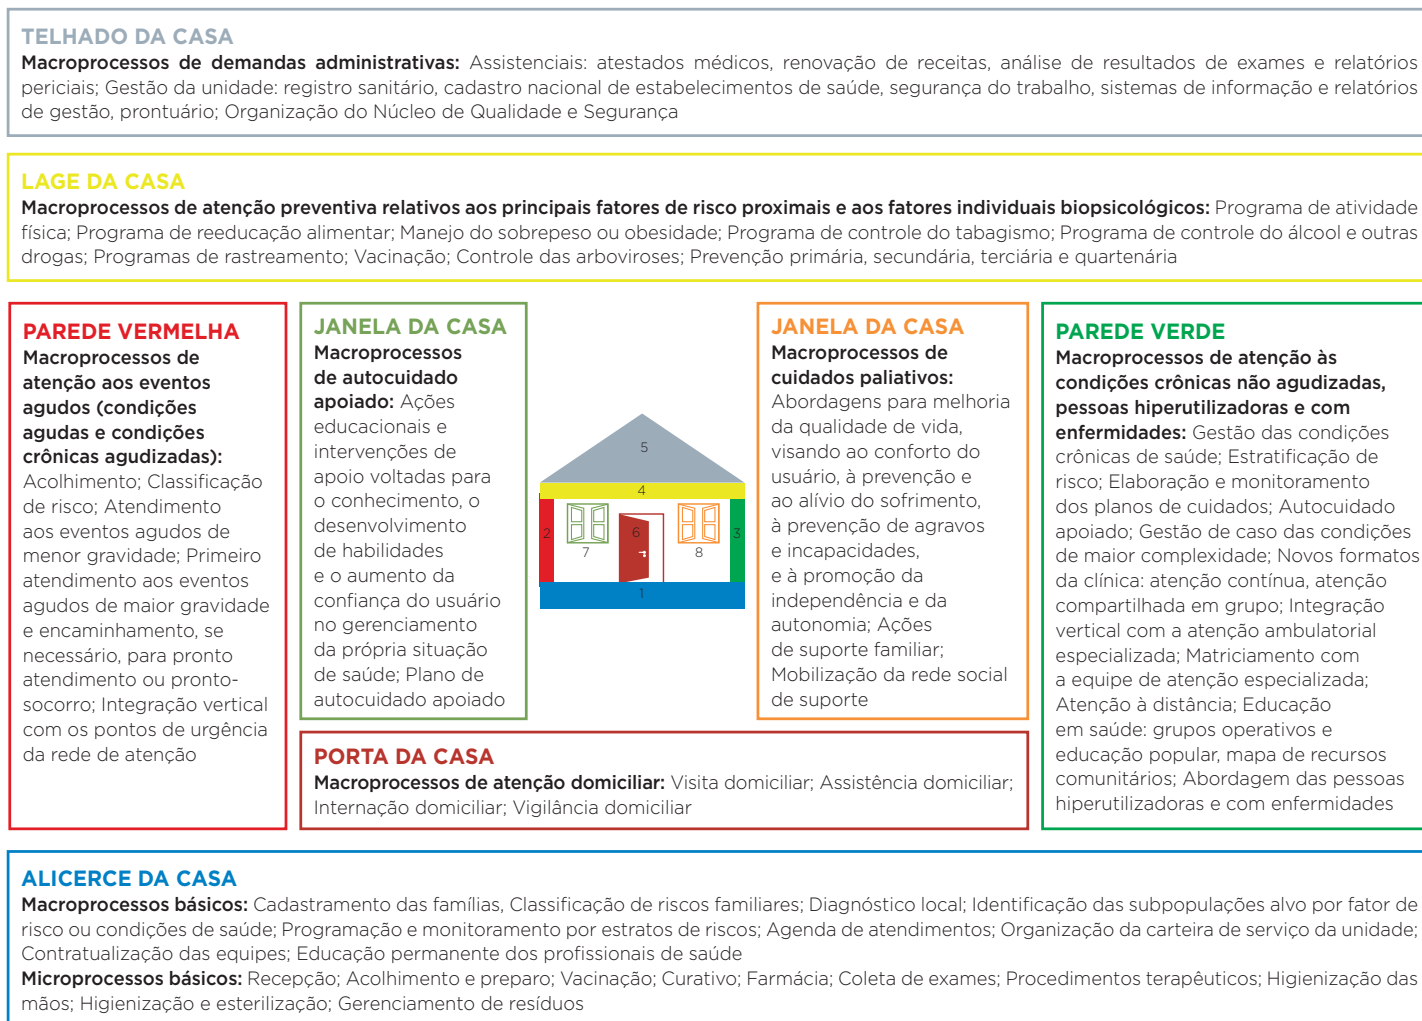 TELHADO DA CASA
Macroprocessos de demandas administrativas: Assistenciais: atestados médicos, renovação de receitas, análise de resultados de exames e relatórios
periciais; Gestão da unidade: registro sanitário, cadastro nacional de estabelecimentos de saúde, segurança do trabalho, sistemas de informação e relatórios
de gestão, prontuário; Organização do Núcleo de Qualidade e Segurança
LAGE DA CASA
Macroprocessos de atenção preventiva relativos aos principais fatores de risco proximais e aos fatores individuais biopsicológicos: Programa de atividade
física; Programa de reeducação alimentar; Manejo do sobrepeso ou obesidade; Programa de controle do tabagismo; Programa de controle do álcool e outras
drogas; Programas de rastreamento; Vacinação; Controle das arboviroses; Prevenção primária, secundária, terciária e quartenária
PAREDE VERMELHA
Macroprocessos de
atenção aos eventos
agudos (condições
agudas e condições
crônicas agudizadas):
Acolhimento; Classificação
de risco; Atendimento
aos eventos agudos de
menor gravidade; Primeiro
atendimento aos eventos
agudos de maior gravidade
e encaminhamento, se
necessário, para pronto
atendimento ou pronto-
socorro; Integração vertical
com os pontos de urgência
da rede de atenção
JANELA DA CASA
Macroprocessos
de autocuidado
apoiado: Ações
educacionais e
intervenções de
apoio voltadas para
o conhecimento, o
desenvolvimento
de habilidades
e o aumento da
confiança do usuário
no gerenciamento
da própria situação
de saúde; Plano de
autocuidado apoiado
5
4
2
7
6
8
3
1
JANELA DA CASA
Macroprocessos de
cuidados paliativos:
Abordagens para melhoria
da qualidade de vida,
visando ao conforto do
usuário, à prevenção e
ao alívio do sofrimento,
à prevenção de agravos
e incapacidades,
e à promoção da
independência e da
autonomia; Ações
de suporte familiar;
Mobilização da rede social
de suporte
PAREDE VERDE
Macroprocessos de atenção às
condições crônicas não agudizadas,
pessoas hiperutilizadoras e com
enfermidades: Gestão das condições
crônicas de saúde; Estratificação de
risco; Elaboração e monitoramento
dos planos de cuidados; Autocuidado
apoiado; Gestão de caso das condições
de maior complexidade; Novos formatos
da clínica: atenção contínua, atenção
compartilhada em grupo; Integração
vertical com a atenção ambulatorial
especializada; Matriciamento com
a equipe de atenção especializada;
Atenção à distância; Educação
em saúde: grupos operativos e
educação popular, mapa de recursos
comunitários; Abordagem das pessoas
hiperutilizadoras e com enfermidades
PORTA DA CASA
Macroprocessos de atenção domiciliar: Visita domiciliar; Assistência domiciliar;
Internação domiciliar; Vigilância domiciliar
ALICERCE DA CASA
Macroprocessos básicos: Cadastramento das famílias, Classificação de riscos familiares; Diagnóstico local; Identificação das subpopulações alvo por fator de
risco ou condições de saúde; Programação e monitoramento por estratos de riscos; Agenda de atendimentos; Organização da carteira de serviço da unidade;
Contratualização das equipes; Educação permanente dos profissionais de saúde
Microprocessos básicos: Recepção; Acolhimento e preparo; Vacinação; Curativo; Farmácia; Coleta de exames; Procedimentos terapêuticos; Higienização das
mãos; Higienização e esterilização; Gerenciamento de resíduos